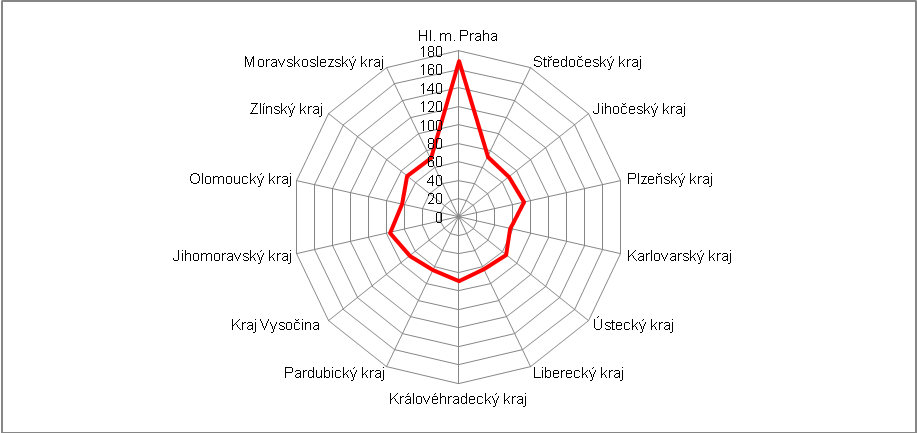 Hl. m. Praha
Středočeský kraj
Jihočeský kraj
Plzeňský kraj
Karlovarský kraj
Ústecký kraj
Liberecký kraj
Královéhradecký kraj
Pardubický kraj
Kraj Vysočina
Jihomoravský kraj
Olomoucký kraj
Zlínský kraj
Moravskoslezský kraj
180
160
140
120
100
80
60
40
20
0